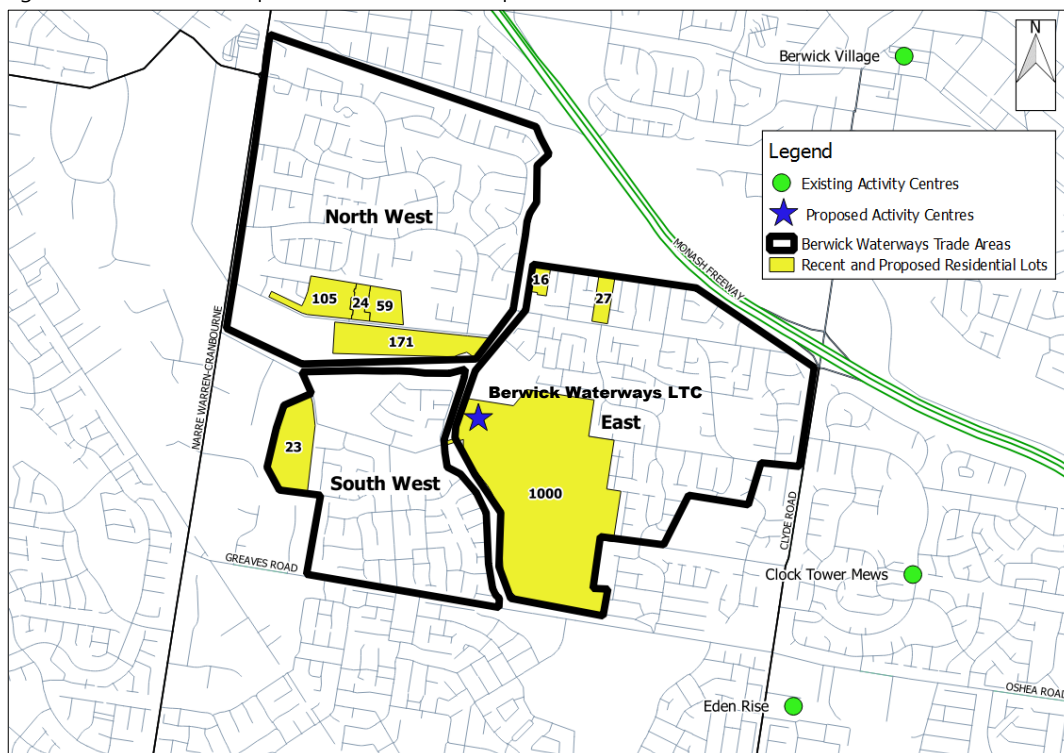 Berwick Village
N
Legend
Existing Activity Centres
Proposed Activity Centres
Berwick Waterways Trade Areas
Recent and Proposed Residential Lots
North West
MONASH FREEWAY
16
27
105
24
59
171
NARRE WARREN-CRANBOURNE
Berwick Waterways LTC
East
23
South West
1000
CLYDE ROAD
GREAVES ROAD
Clock Tower Mews
OSHEA ROAD
Eden Rise